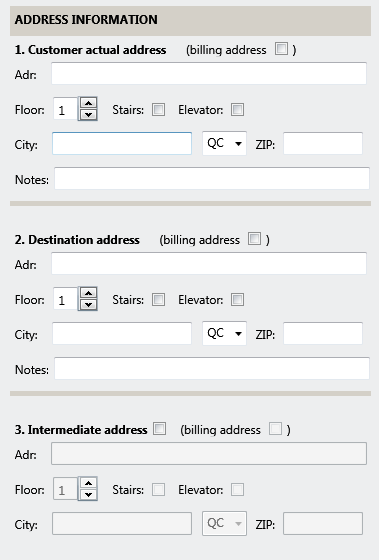 ADDRESS INFORMATION
1. Customer actual address (billing address )
Adr:
Floor: 1 Stairs: Elevator:
City: QC ZIP:
Notes:
2. Destination address (billing address )
Adr:
Floor: 1 Stairs: Elevator:
City: QC ZIP:
Notes:
3. Intermediate address (billing address )
Adr:
Floor: 1 Stairs: Elevator:
City: QC ZIP: